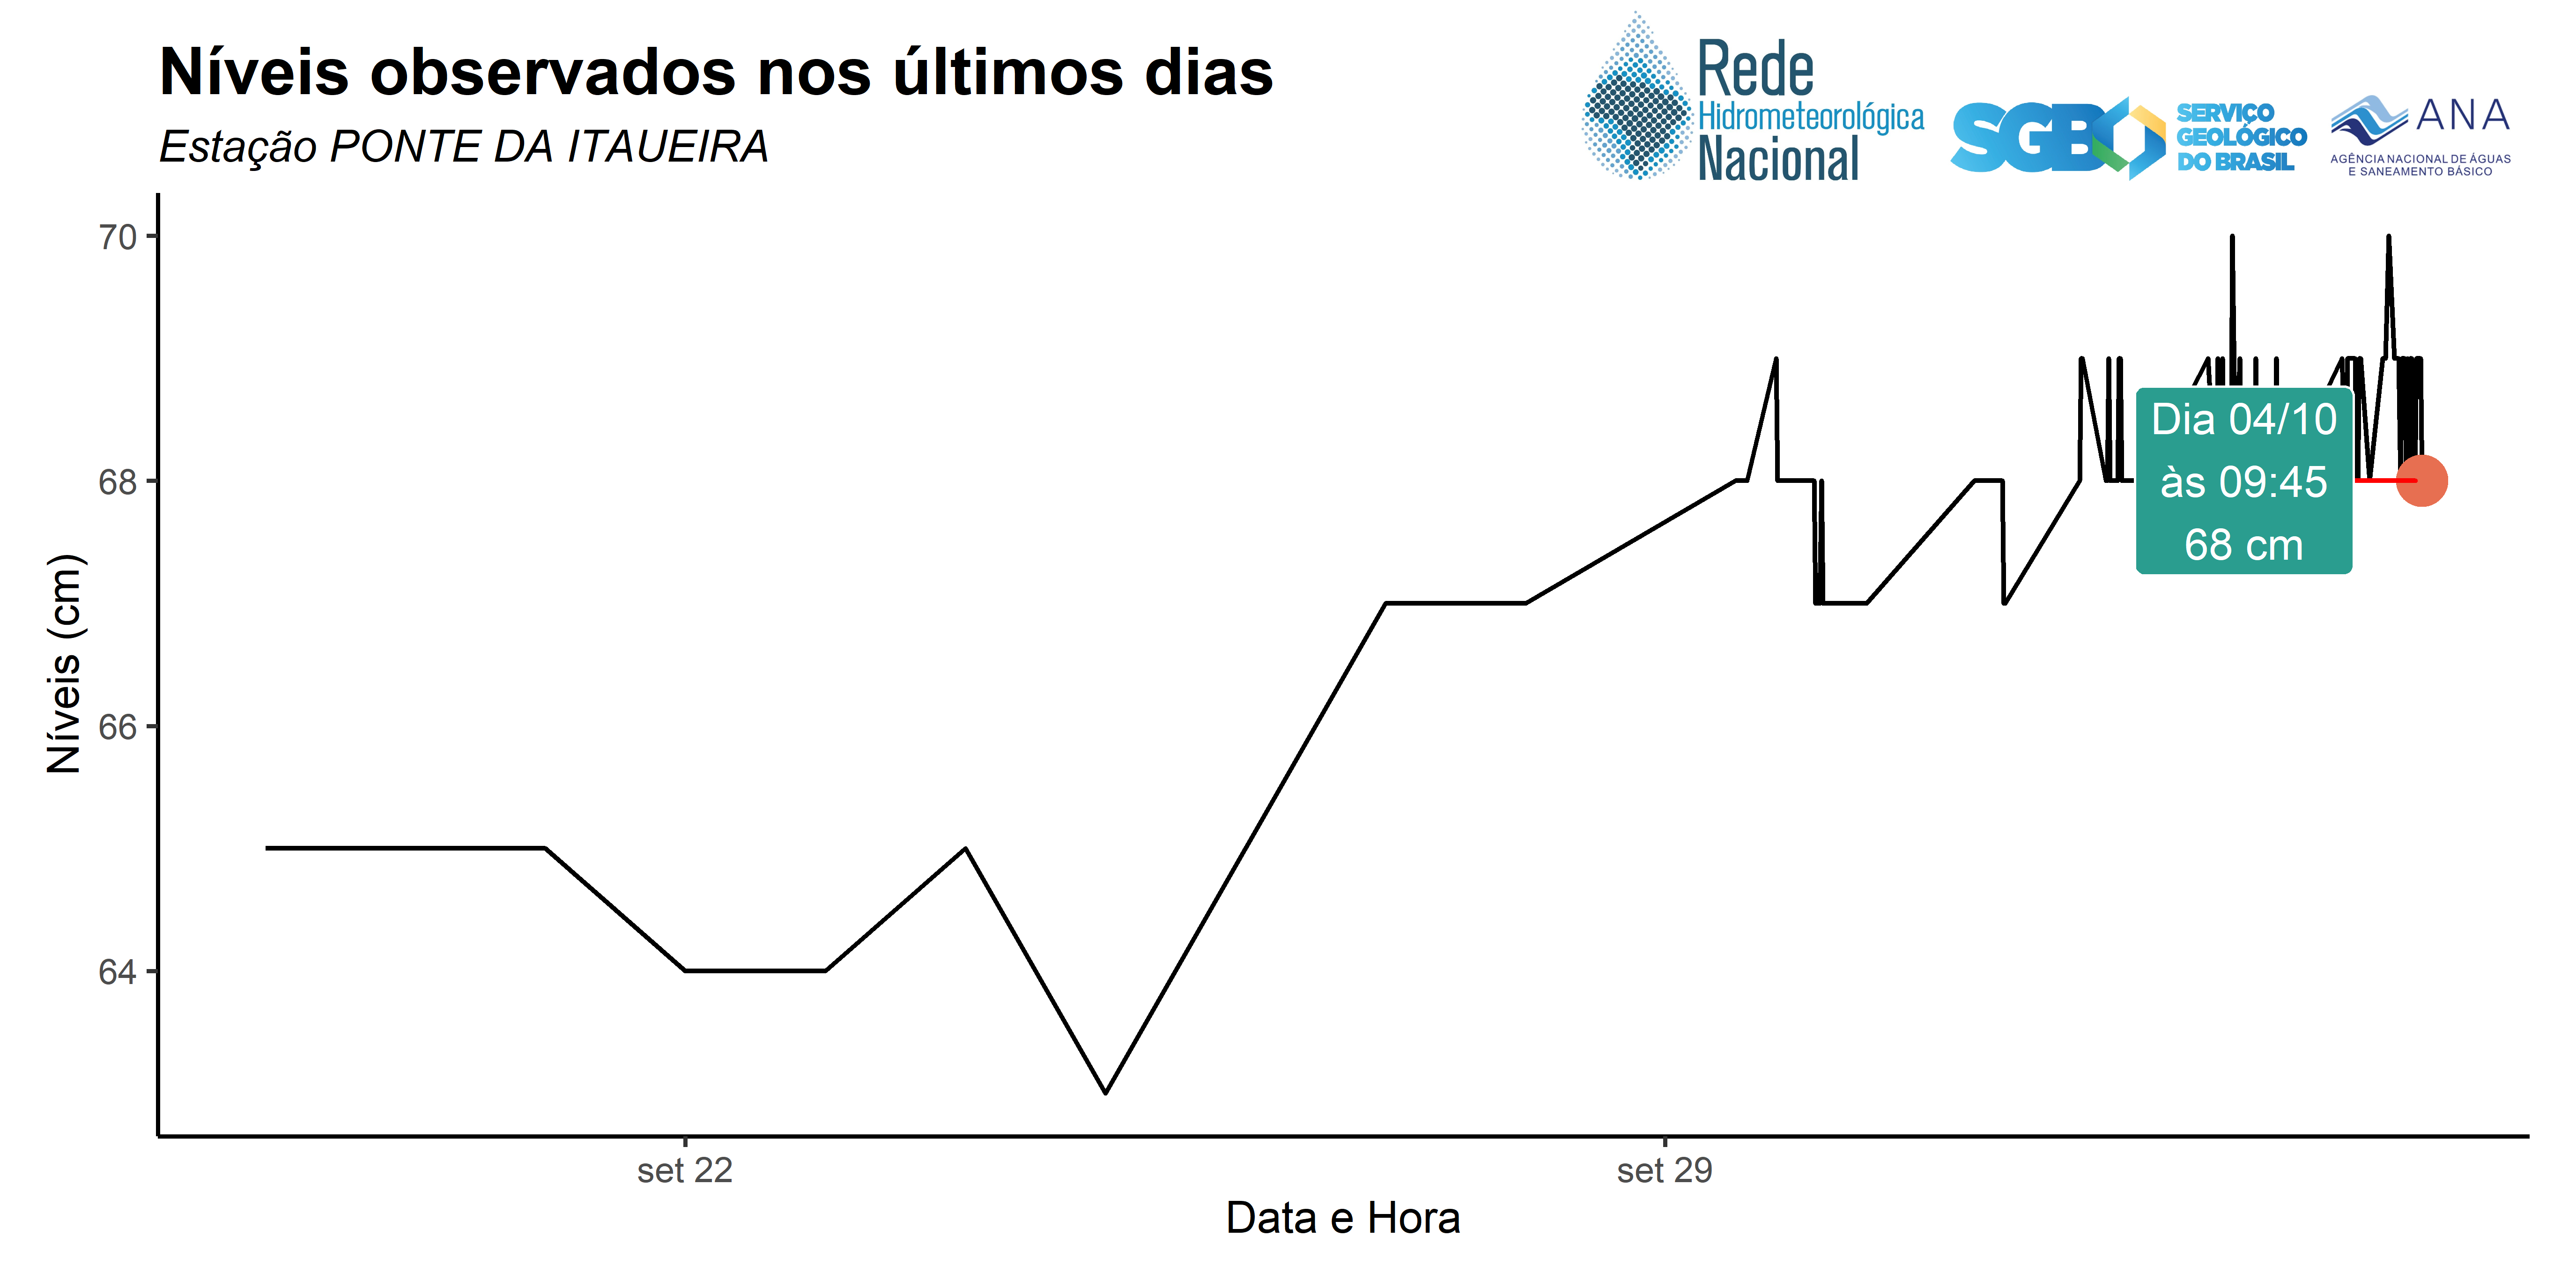 Níveis observados nos últimos dias
Estação PONTE DA ITAUEIRA
Rede
Hidrometeorológica
Nacional
SGB
SERVIÇO
GEOLÓGICO
DO BRASIL
ANA
AGÊNCIA NACIONAL DE ÁGUAS
E SANEAMENTO BÁSICO
Níveis (cm)
70
68
66
64
Dia 04/10
às 09:45
68 cm
set 22
set 29
Data e Hora